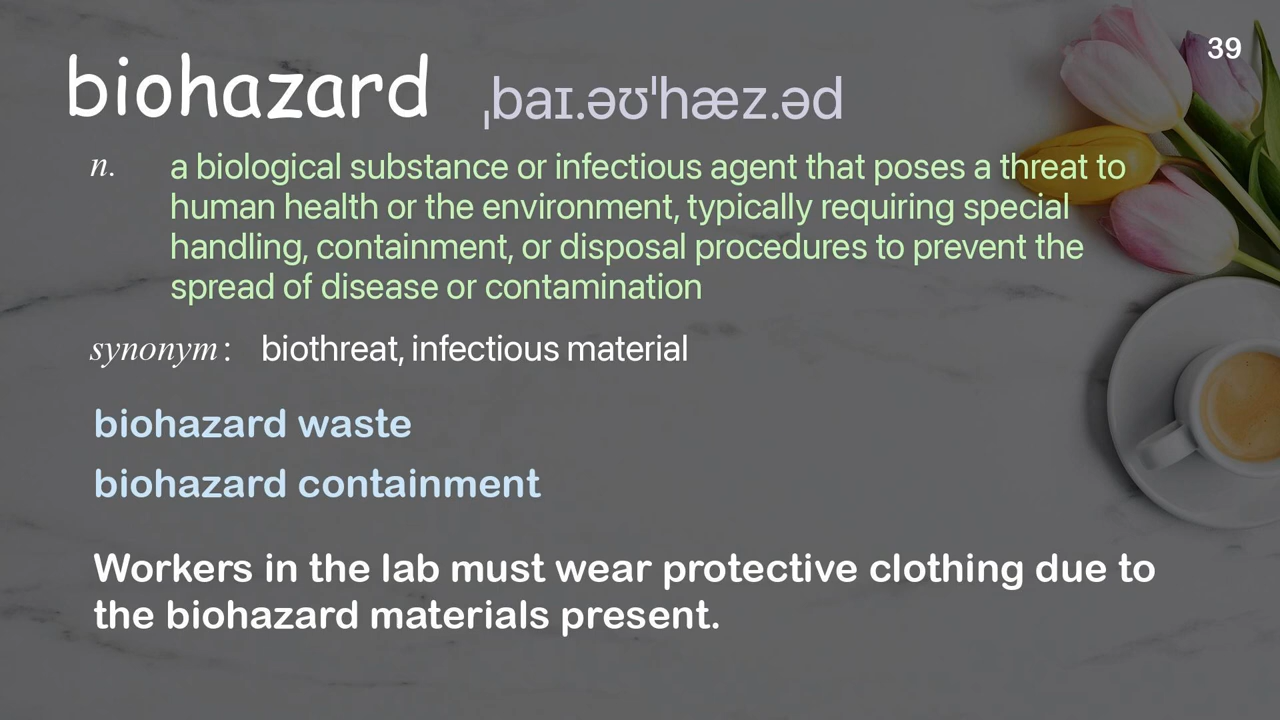 39
biohazard ˌbaɪ.əʊˈhæz.əd
n. a biological substance or infectious agent that poses a threat to
human health or the environment, typically requiring special
handling, containment, or disposal procedures to prevent the
spread of disease or contamination
synonym: biothreat, infectious material
biohazard waste
biohazard containment
Workers in the lab must wear protective clothing due to
the biohazard materials present.